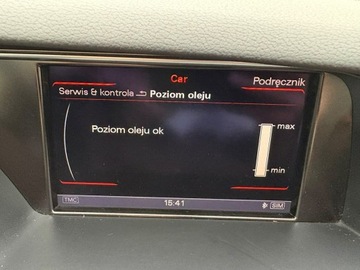 Car
Podręcznik
Serwis & kontrola Poziom oleju
Poziom oleju ok
max
min
TMC
15:41
SIM